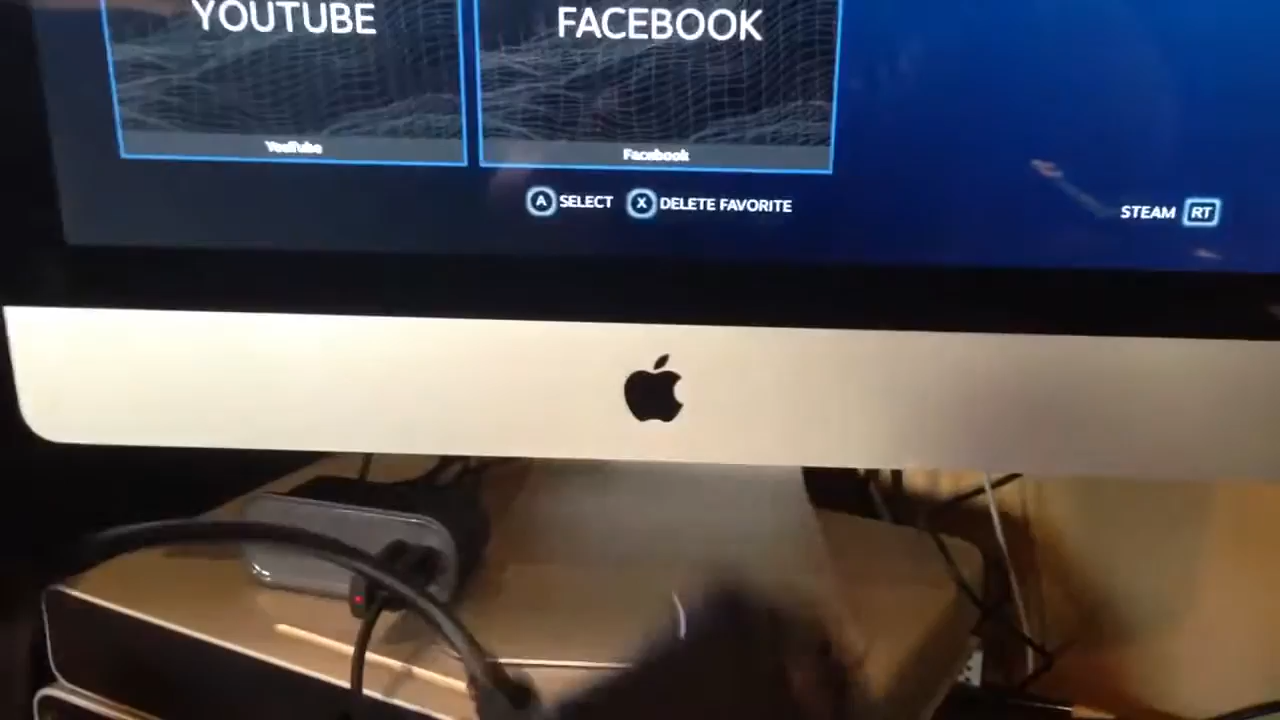 YOUTUBE
FACEBOOK
YouTube
Facebook
A SELECT X DELETE FAVORITE
STEAM RT